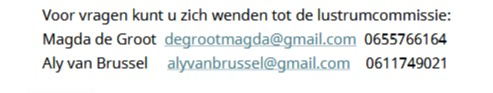 Voor vragen kunt u zich wenden tot de lustrumcommissie:
Magda de Groot degrootmagda@gmail.com 0655766164
Aly van Brussel alyvanbrussel@gmail.com 0611749021